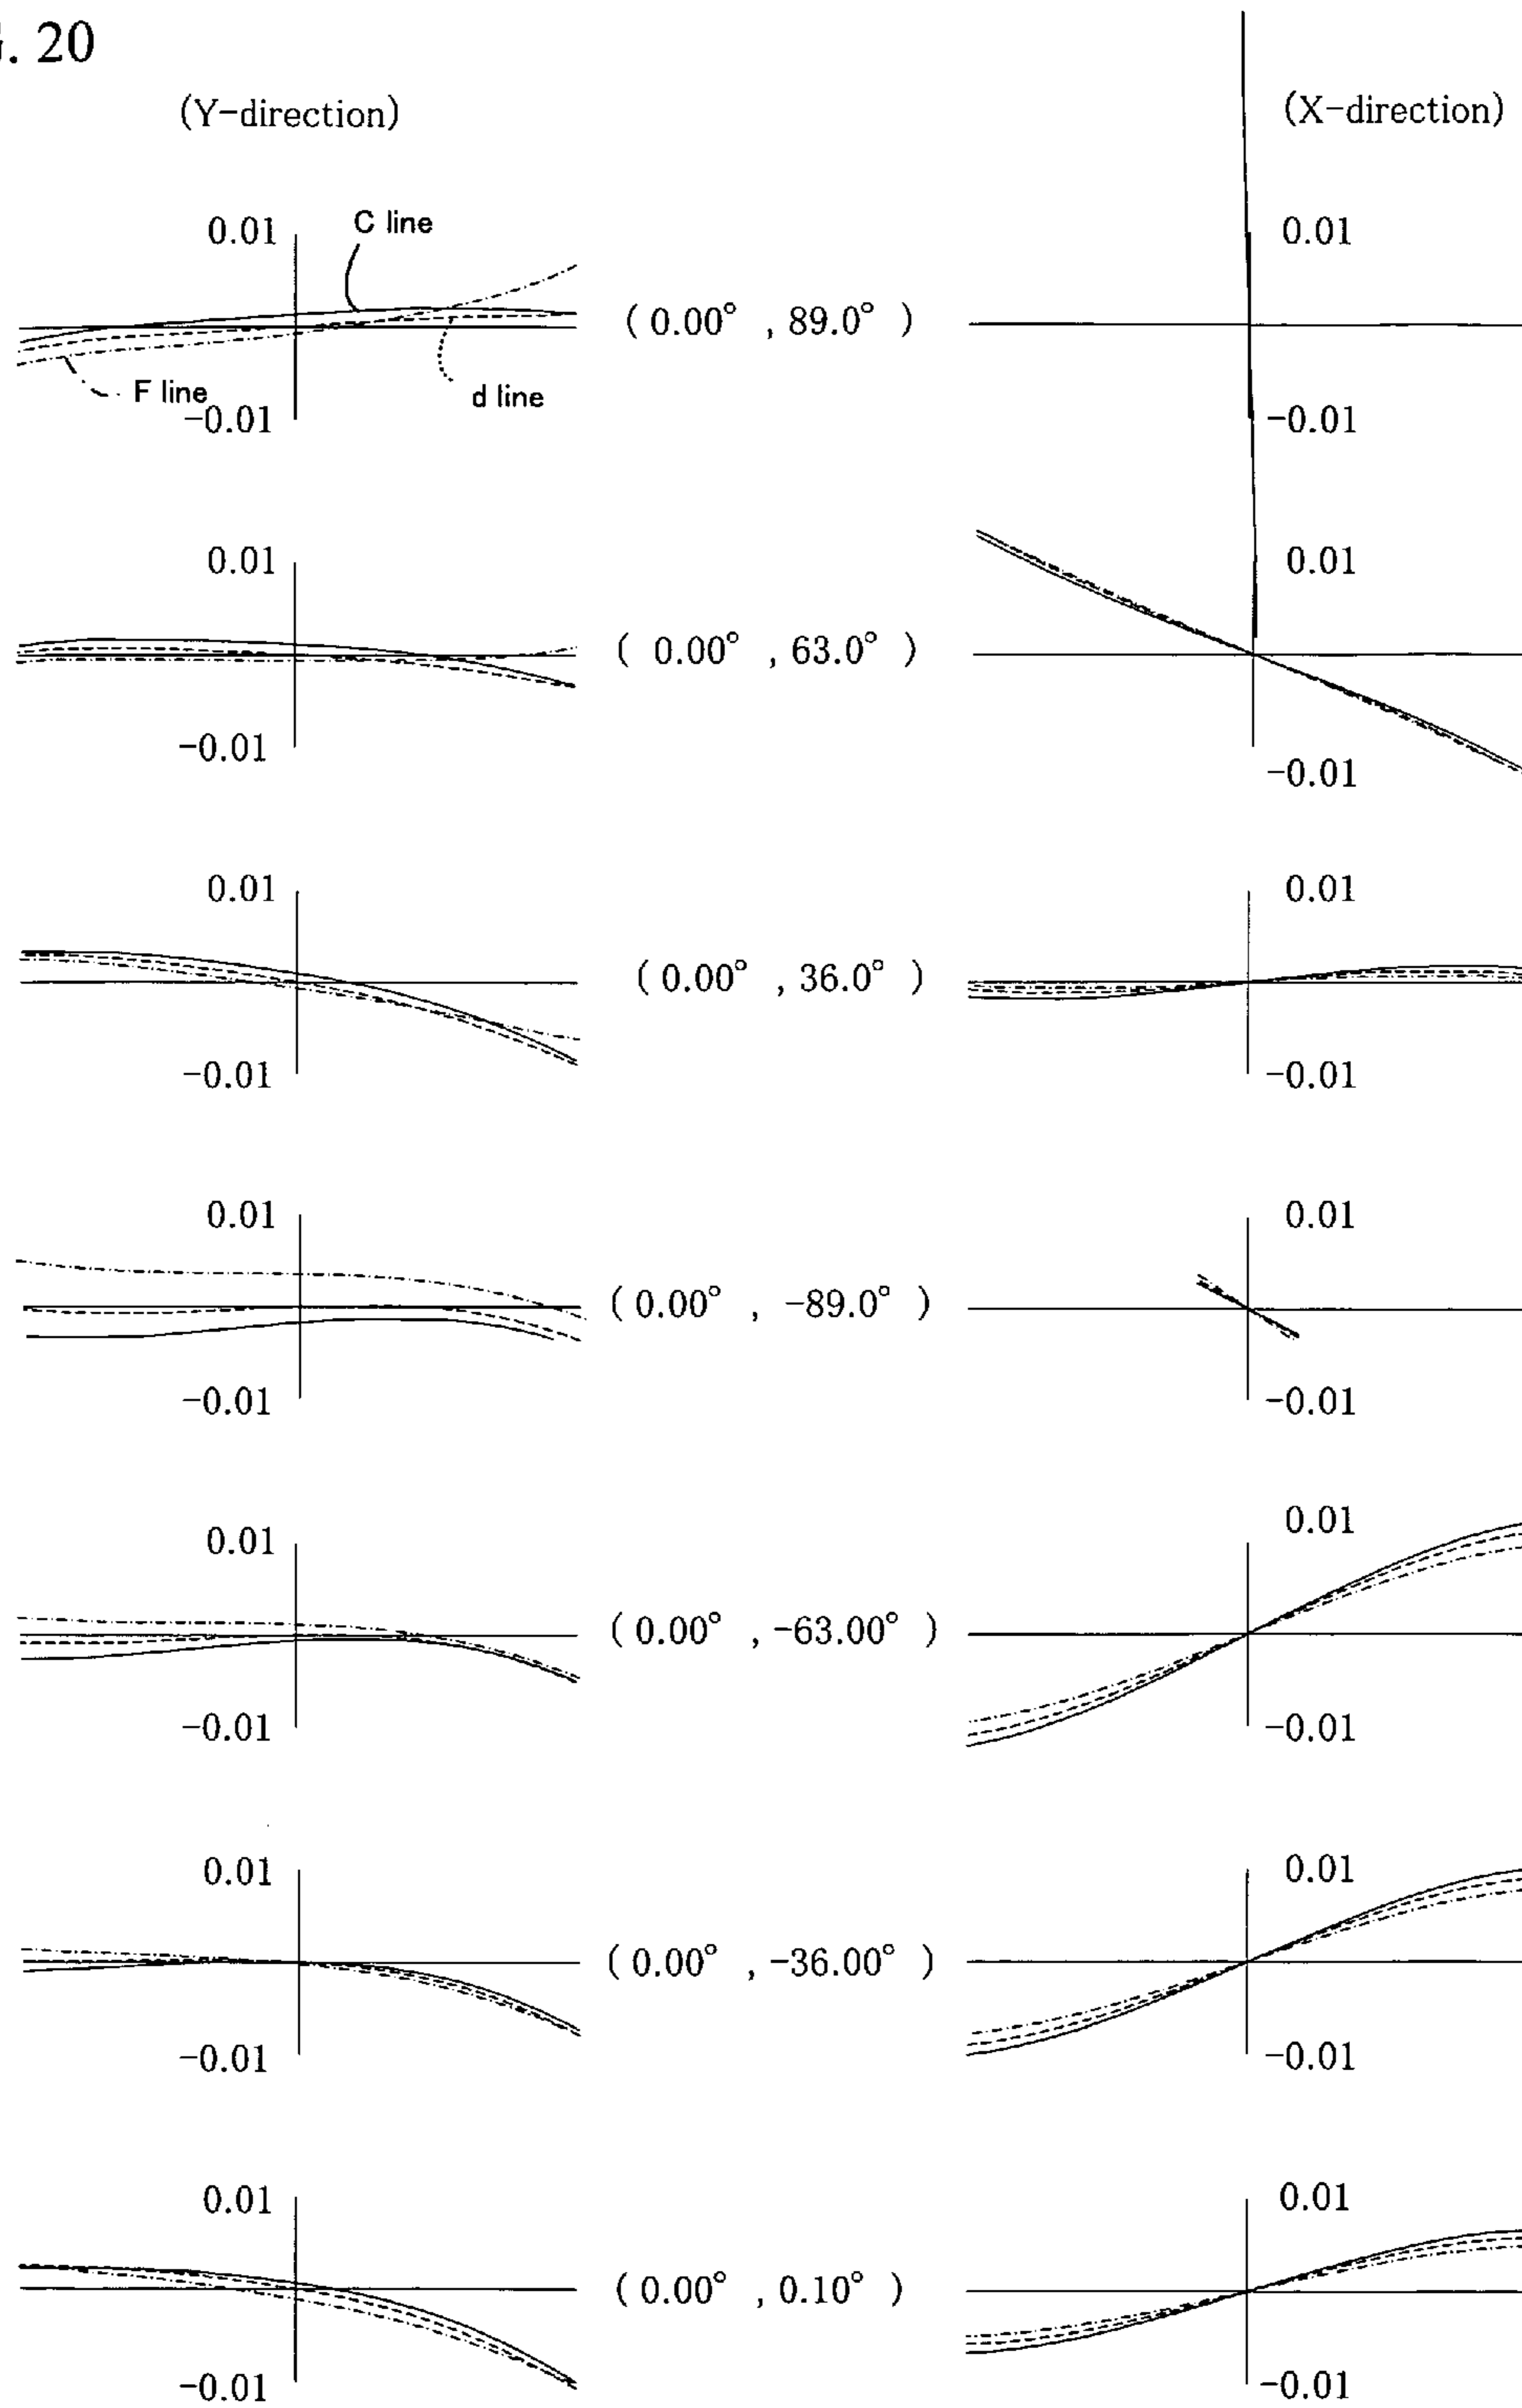 . 20
(Y-direction) (X-direction)
0.01 C line 0.01
(0.00° , 89.0° )
F line d line
-0.01 -0.01
0.01 0.01
( 0.00° , 63.0° )
-0.01 -0.01
0.01 0.01
(0.00° , 36.0° )
-0.01 -0.01
0.01 0.01
(0.00° , -89.0° )
-0.01 -0.01
0.01 0.01
(0.00° , -63.00° )
-0.01 -0.01
0.01 0.01
(0.00° , -36.00° )
-0.01 -0.01
0.01 0.01
(0.00° , 0.10° )
-0.01 -0.01